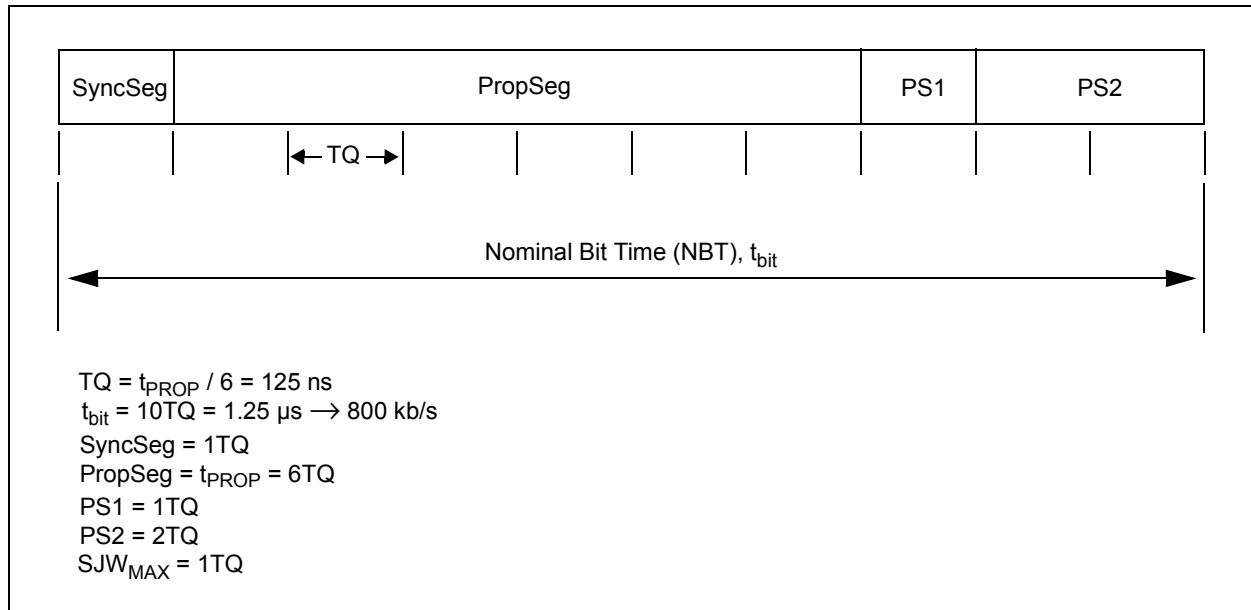 SyncSeg PropSeg PS1 PS2
TQ
Nominal Bit Time (NBT), tbit
TQ = tPROP / 6 = 125 ns
tbit = 10TQ = 1.25 µs → 800 kb/s
SyncSeg = 1TQ
PropSeg = tPROP = 6TQ
PS1 = 1TQ
PS2 = 2TQ
SJWMAX = 1TQ